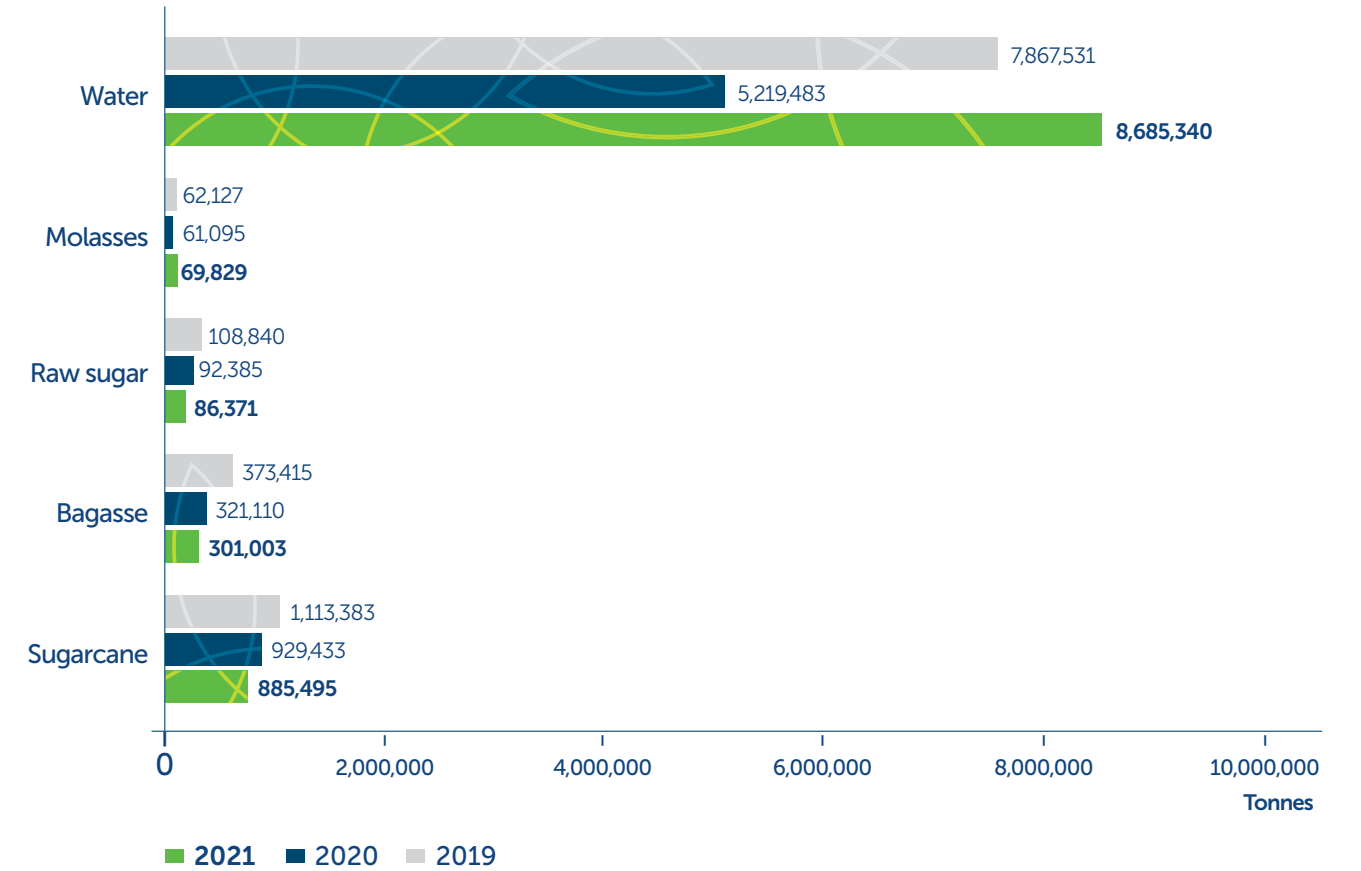 7,867,531
Water
5,219,483
8,685,340
62,127
Molasses
61,095
69,829
108,840
Raw sugar
92,385
86,371
373,415
Bagasse
321,110
301,003
1,113,383
Sugarcane
929,433
885,495
0 2,000,000 4,000,000 6,000,000 8,000,000 10,000,000
Tonnes
2021 2020 2019